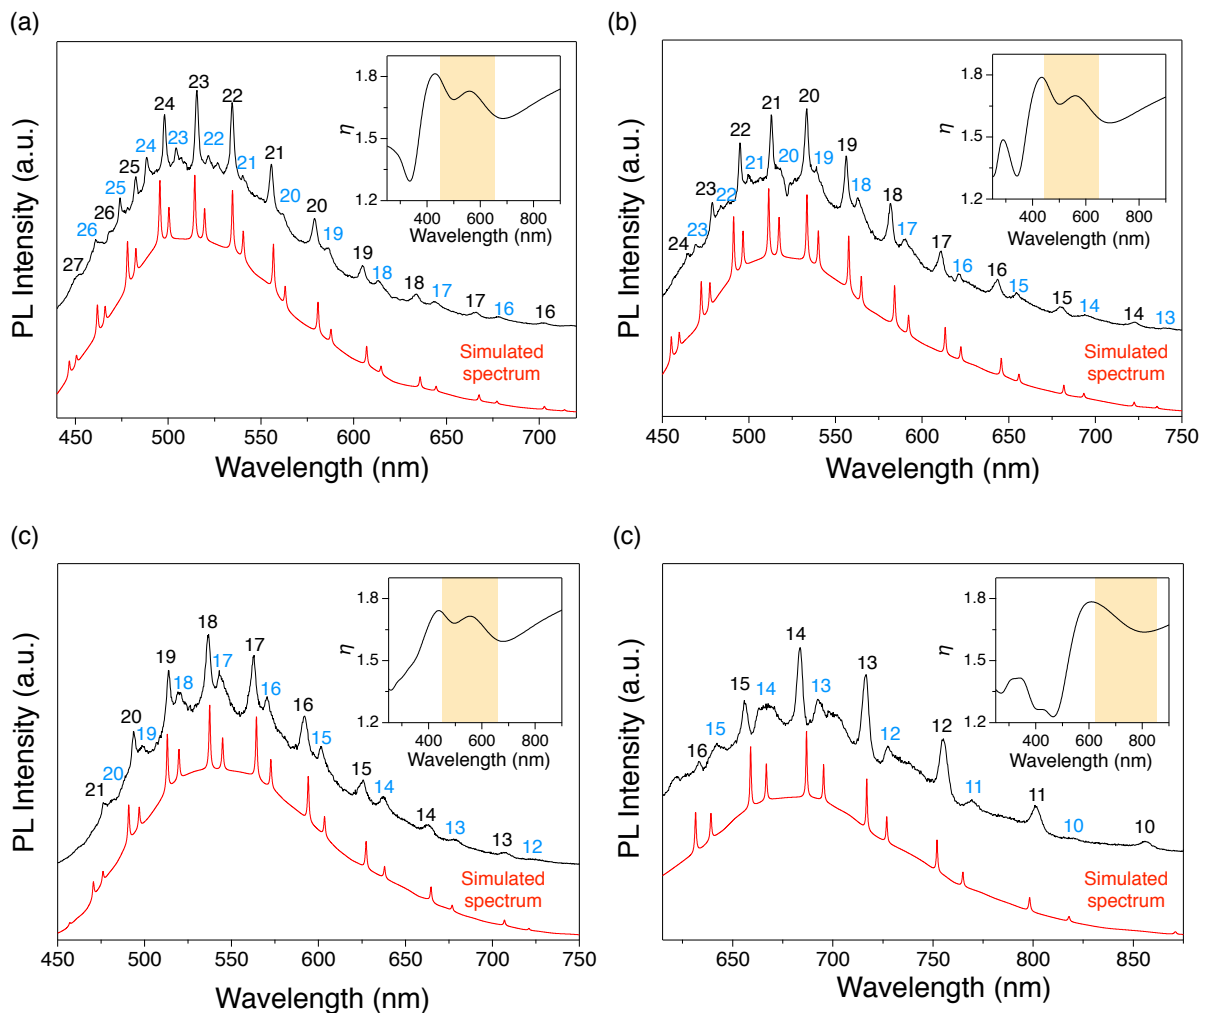 (a)
PL Intensity (a.u.)
27
26
26
25
25
24
24
23
23
22
22
21
21
20
20
19
19
18
18
17
17
16
16
Simulated
spectrum
450 500 550 600 650 700
Wavelength (nm)
η
1.8
1.5
1.2
400 600 800
Wavelength (nm)
(b)
PL Intensity (a.u.)
24
23
23
22
22
21
21
20
20
19
19
18
18
17
17
16
16
15
15
14
14
13
Simulated
spectrum
450 500 550 600 650 700 750
Wavelength (nm)
η
1.8
1.5
1.2
400 600 800
Wavelength (nm)
(c)
PL Intensity (a.u.)
21
20
20
19
19
18
18
17
17
16
16
15
15
14
14
13
13
12
Simulated
spectrum
450 500 550 600 650 700 750
Wavelength (nm)
η
1.8
1.5
1.2
400 600 800
Wavelength (nm)
(c)
PL Intensity (a.u.)
16
15
15
14
14
13
13
12
12
11
11
10
10
Simulated
spectrum
650 700 750 800 850
Wavelength (nm)
η
1.8
1.5
1.2
400 600 800
Wavelength (nm)